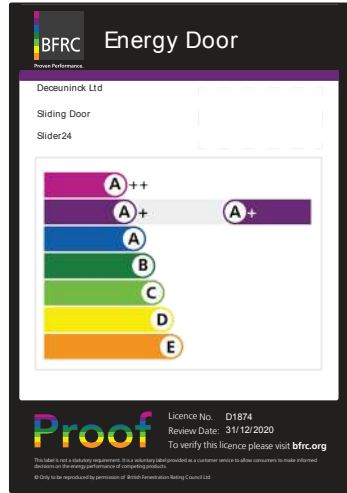 BFRC
Proven Performance.
Energy Door
Deceuninck Ltd
Sliding Door
Slider24
A++
A+ A+
A
B
C
D
E
Proof
Licence No. D1874
Review Date: 31/12/2020
To verify this licence please visit bfrc.org
This label is not a statutory requirement. It is a voluntary label provided as a customer service to allow consumers to make informed
decisions on the energy performance of competing products.
© Only to be reproduced by permission of British Fenestration Rating Council Ltd